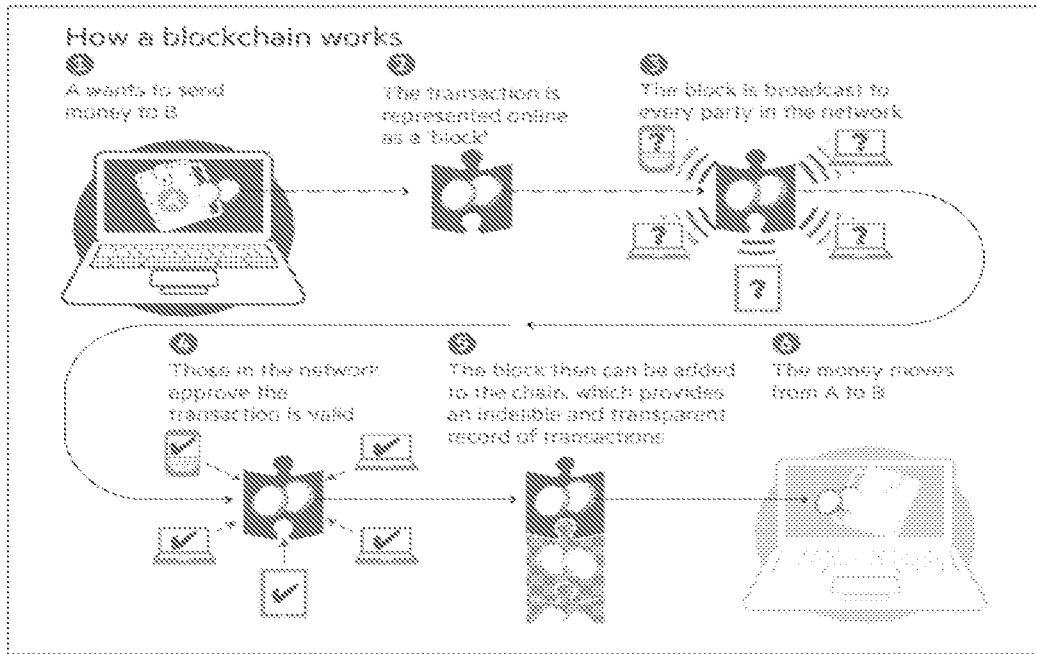 How a blockchain works
1
A wants to send
money to B
2
The transaction is
represented online
as a 'block'
3
The block is broadcast to
every party in the network
?
?
?
?
?
4
Those in the network
approve the
transaction is valid
5
The block then can be added
to the chain, which provides
an indelible and transparent
record of transactions
6
The money moves
from A to B